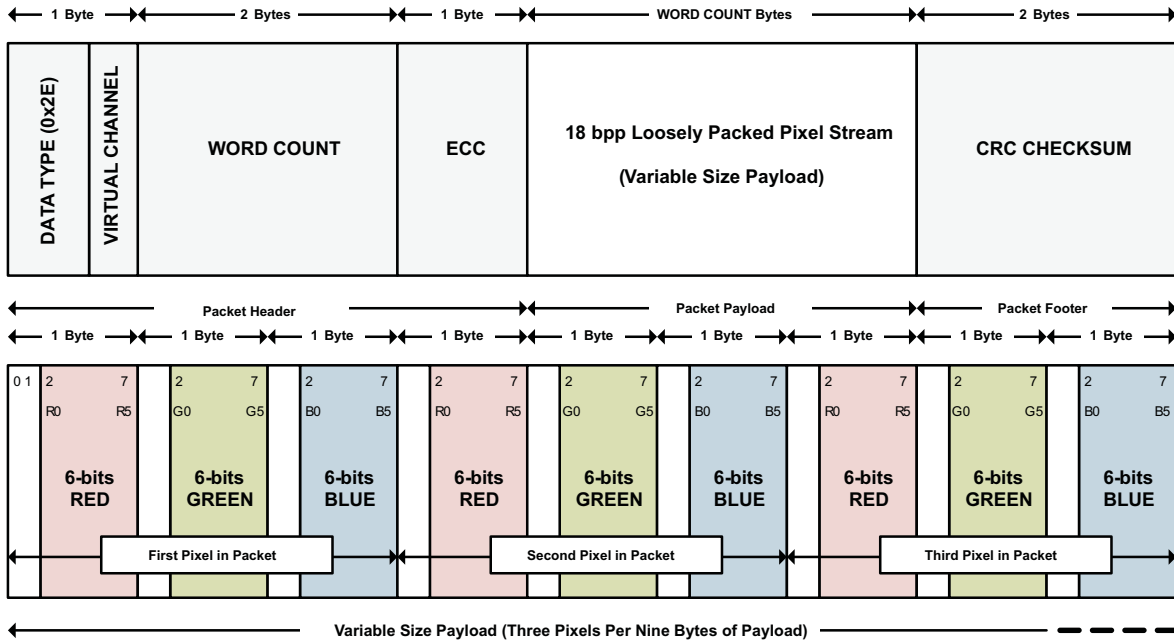 1 Byte 2 Bytes 1 Byte WORD COUNT Bytes 2 Bytes
DATA TYPE (0x2E)
VIRTUAL CHANNEL
WORD COUNT
ECC
18 bpp Loosely Packed Pixel Stream
(Variable Size Payload)
CRC CHECKSUM
Packet Header Packet Payload Packet Footer
1 Byte 1 Byte 1 Byte 1 Byte 1 Byte 1 Byte 1 Byte 1 Byte 1 Byte
0 1 2 7 2 7 2 7 2 7 2 7 2 7 2 7 2 7 2 7
R0 R5 G0 G5 B0 B5 R0 R5 G0 G5 B0 B5 R0 R5 G0 G5 B0 B5
6-bits 6-bits 6-bits 6-bits 6-bits 6-bits 6-bits 6-bits 6-bits
RED GREEN BLUE RED GREEN BLUE RED GREEN BLUE
First Pixel in Packet Second Pixel in Packet Third Pixel in Packet
Variable Size Payload (Three Pixels Per Nine Bytes of Payload)